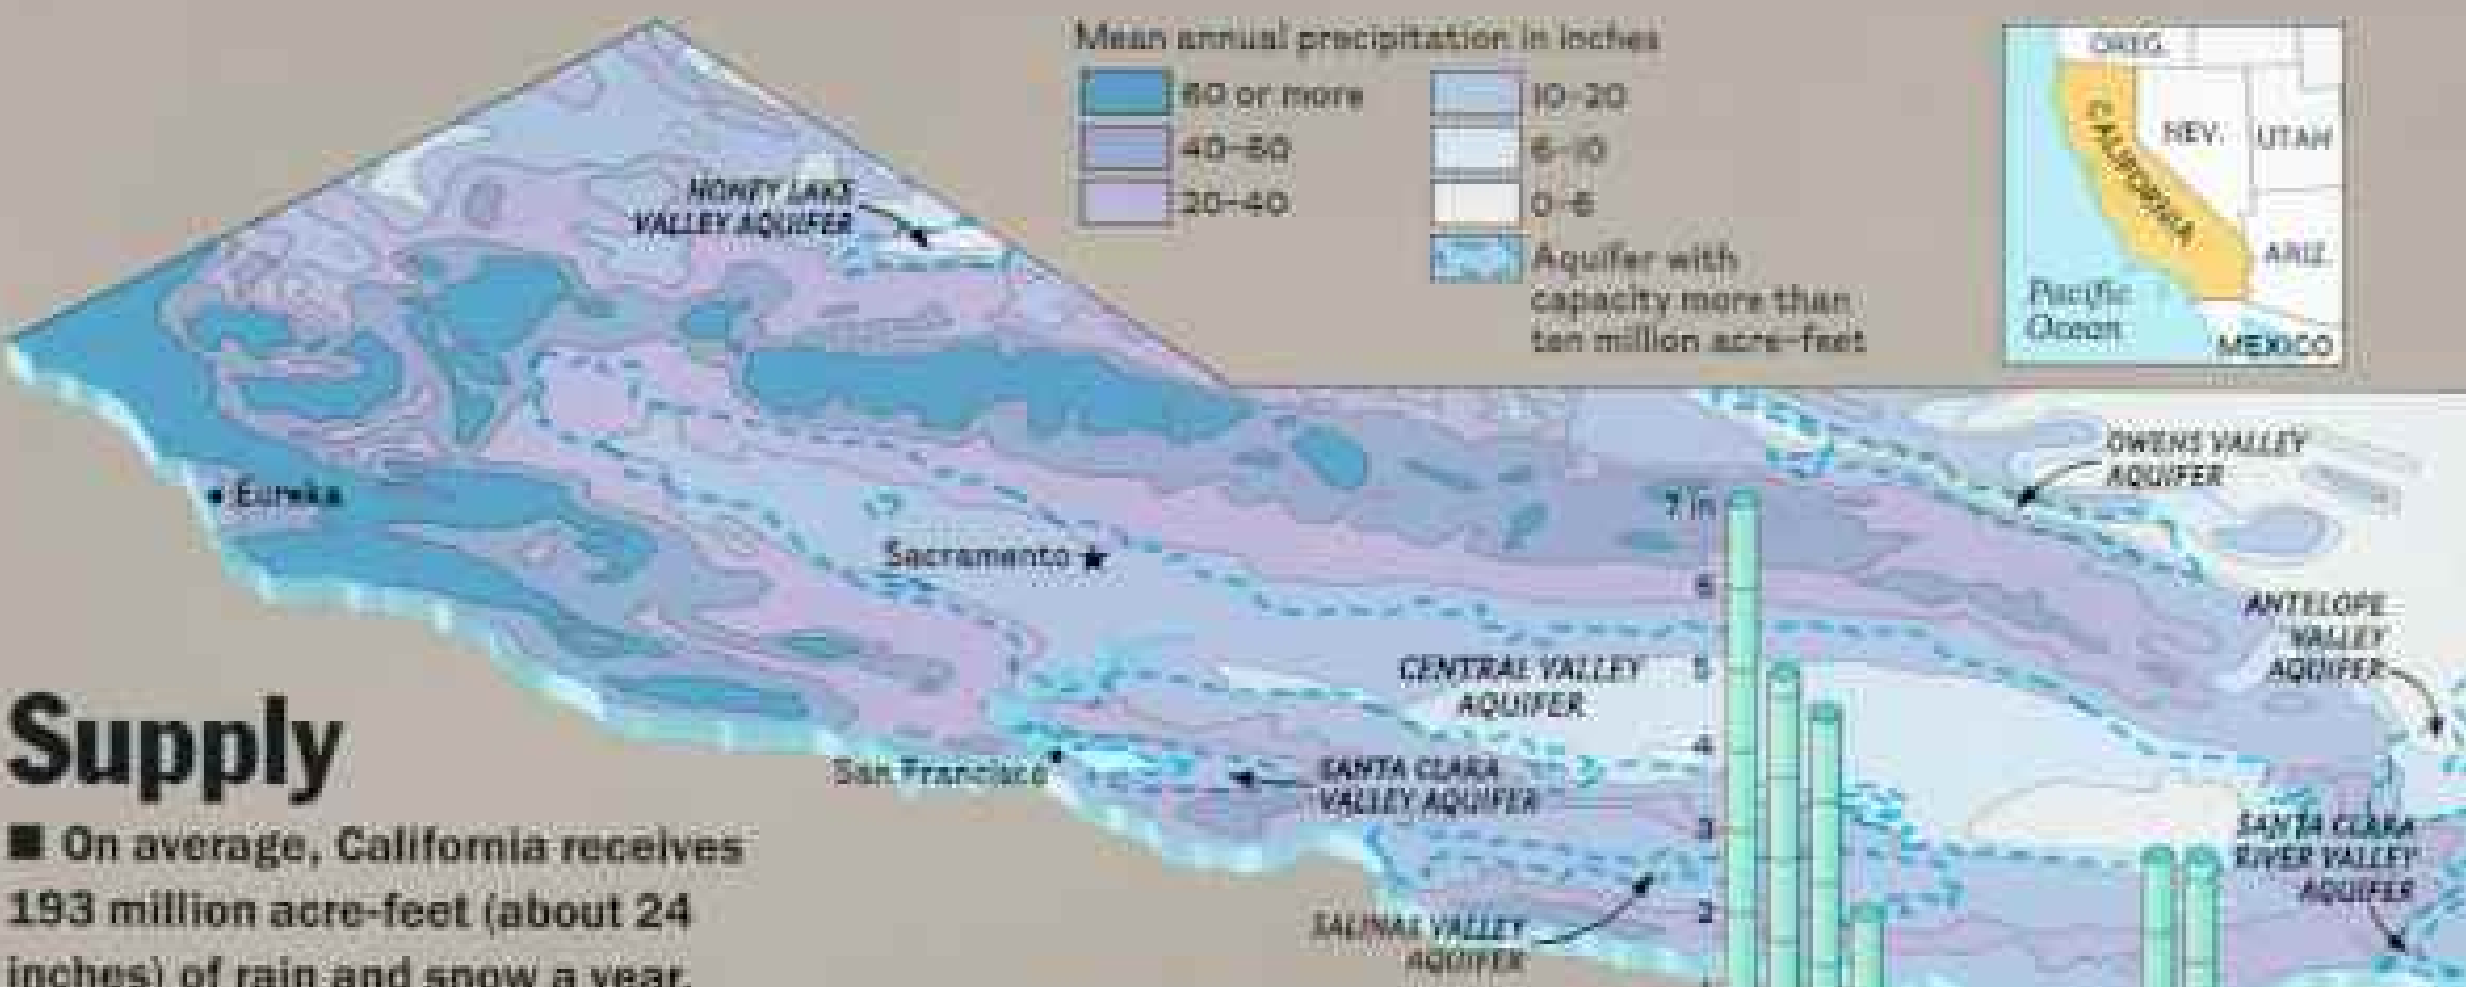 Mean annual precipitation in inches
60 or more
40-60
20-40
10-20
6-10
0-6
Aquifer with
capacity more than
ten million acre-feet
OREG.
NEV.
UTAH
CALIFORNIA
ARIZ.
Pacific
Ocean
MEXICO
HONEY LAKE
VALLEY AQUIFER
OWENS VALLEY
AQUIFER
Eureka
Sacramento
7 in
6
5
4
3
2
ANTELOPE
VALLEY
AQUIFER
CENTRAL VALLEY
AQUIFER
San Francisco
SANTA CLARA
VALLEY AQUIFER
SANTA CLARA
RIVER VALLEY
AQUIFER
SALINAS VALLEY
AQUIFER
Supply
■ On average, California receives
193 million acre-feet (about 24
inches) of rain and snow a year.